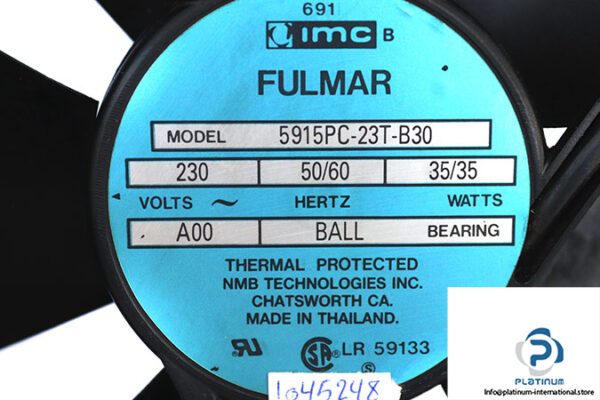 691
imc B
FULMAR
MODEL 5915PC-23T-B30
230 50/60 35/35
VOLTS ~ HERTZ WATTS
A00 BALL BEARING
THERMAL PROTECTED
NMB TECHNOLOGIES INC.
CHATSWORTH CA.
MADE IN THAILAND.
LR 59133
S
1045248
PLATINUM
Info@platinum-international.store